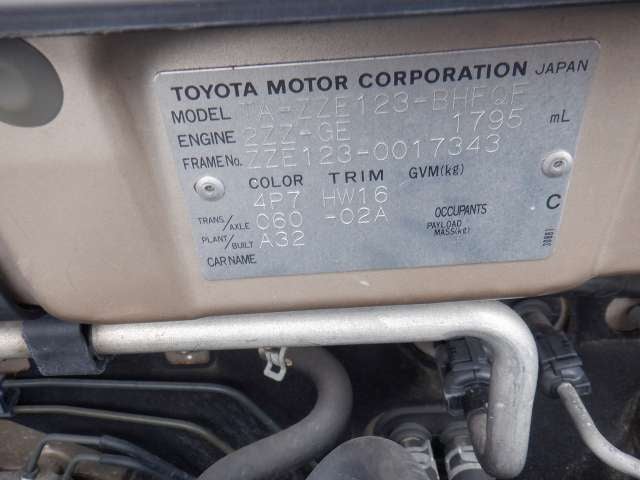 TOYOTA MOTOR CORPORATION JAPAN
MODEL TA-ZZE123-BHFQF
ENGINE 2ZZ-GE 1795 mL
FRAME No. ZZE123-0017343
COLOR TRIM GVM(kg)
4P7 HW16
TRANS./AXLE C60 -02A OCCUPANTS C
PLANT/BUILT A32 PAYLOAD MASS(kg)
CAR NAME